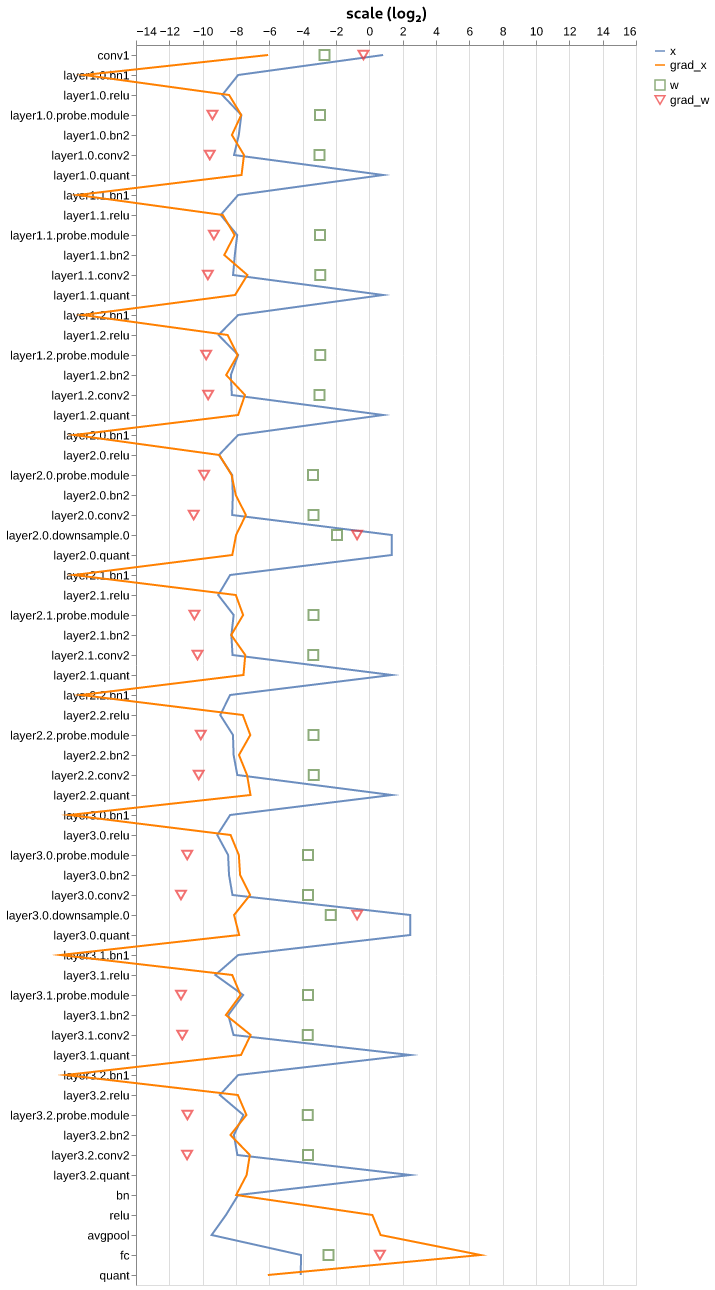 scale (log₂)
−14 −12 −10 −8 −6 −4 −2 0 2 4 6 8 10 12 14 16
x
grad_x
w
grad_w
conv1
layer1.0.bn1
layer1.0.relu
layer1.0.probe.module
layer1.0.bn2
layer1.0.conv2
layer1.0.quant
layer1.1.bn1
layer1.1.relu
layer1.1.probe.module
layer1.1.bn2
layer1.1.conv2
layer1.1.quant
layer1.2.bn1
layer1.2.relu
layer1.2.probe.module
layer1.2.bn2
layer1.2.conv2
layer1.2.quant
layer2.0.bn1
layer2.0.relu
layer2.0.probe.module
layer2.0.bn2
layer2.0.conv2
layer2.0.downsample.0
layer2.0.quant
layer2.1.bn1
layer2.1.relu
layer2.1.probe.module
layer2.1.bn2
layer2.1.conv2
layer2.1.quant
layer2.2.bn1
layer2.2.relu
layer2.2.probe.module
layer2.2.bn2
layer2.2.conv2
layer2.2.quant
layer3.0.bn1
layer3.0.relu
layer3.0.probe.module
layer3.0.bn2
layer3.0.conv2
layer3.0.downsample.0
layer3.0.quant
layer3.1.bn1
layer3.1.relu
layer3.1.probe.module
layer3.1.bn2
layer3.1.conv2
layer3.1.quant
layer3.2.bn1
layer3.2.relu
layer3.2.probe.module
layer3.2.bn2
layer3.2.conv2
layer3.2.quant
bn
relu
avgpool
fc
quant